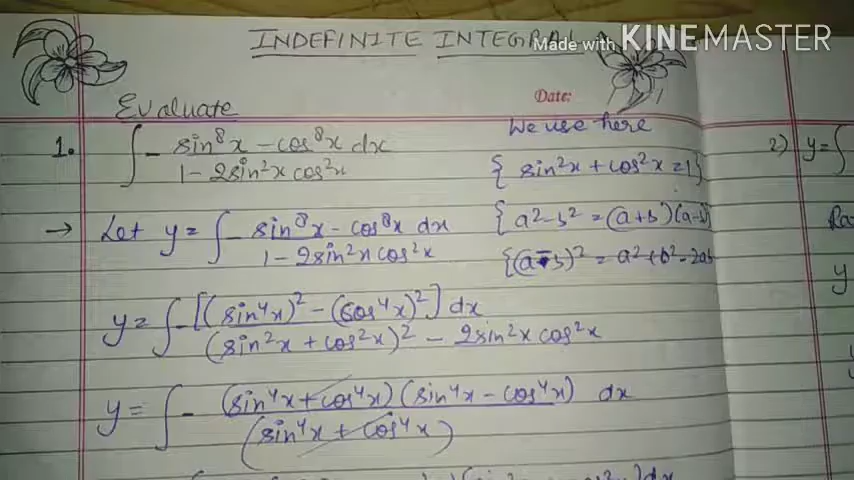 INDEFINITE INTEGRAL
Made with KINEMASTER
Evaluate
Date:
1. ∫ - sin⁸x - cos⁸x dx
1 - 2sin²x cos²x
We use here
{ sin²x + cos²x = 1}
{ a² - b² = (a+b)(a-b)
{(a-b)² = a² + b² - 2ab
→ Let y = ∫ - sin⁸x - cos⁸x dx
1 - 2sin²x cos²x
y = ∫ - [(sin⁴x)² - (cos⁴x)²] dx
(sin²x + cos²x)² - 2sin²x cos²x
y = ∫ - (sin⁴x + cos⁴x) (sin⁴x - cos⁴x) dx
(sin⁴x + cos⁴x)
2) y = ∫
y